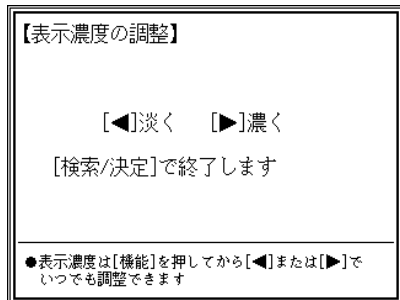 【表示濃度の調整】
[◀]淡く [▶]濃く
[検索/決定]で終了します
●表示濃度は[機能]を押してから[◀]または[▶]で
いつでも調整できます